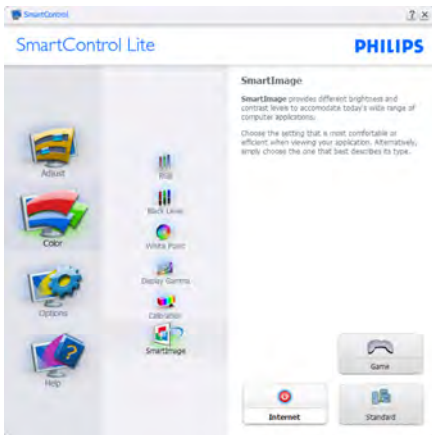 SmartControl
? ×
SmartControl Lite
PHILIPS
Adjust
Color
Options
Help
RGB
Black Level
White Point
Display Gamma
Calibration
SmartImage
SmartImage
SmartImage provides different brightness and
contrast levels to accomodate today's wide range of
computer applications.
Choose the setting that is most comfortable or
efficient when viewing your application. Alternatively,
simply choose the one that best describes its type.
Game
Internet
Standard